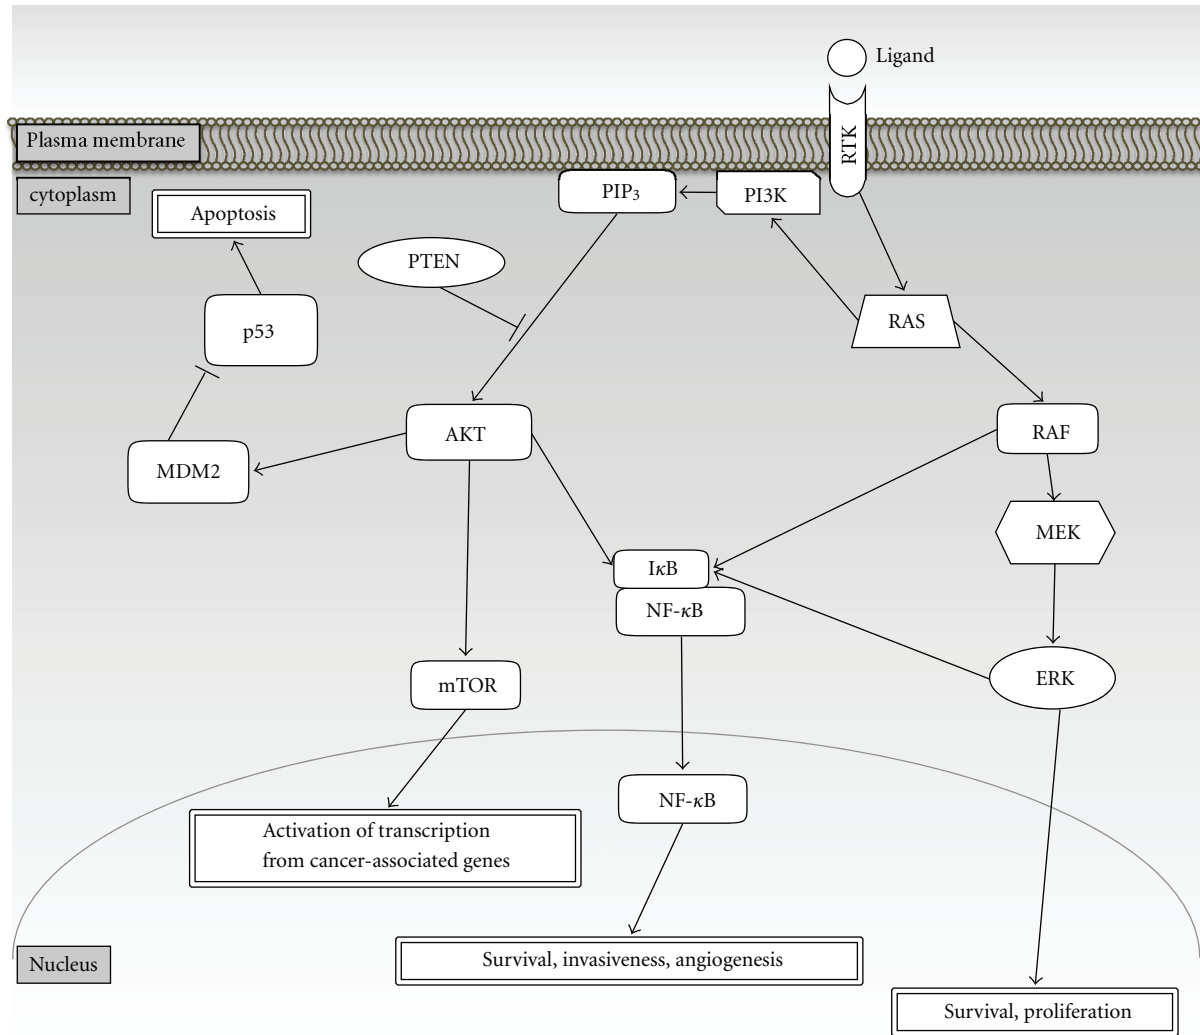 Ligand
Plasma membrane
RTK
cytoplasm
PIP₃
PI3K
Apoptosis
PTEN
p53
RAS
AKT
RAF
MDM2
MEK
IκB
NF-κB
mTOR
ERK
NF-κB
Activation of transcription
from cancer-associated genes
Survival, invasiveness, angiogenesis
Nucleus
Survival, proliferation